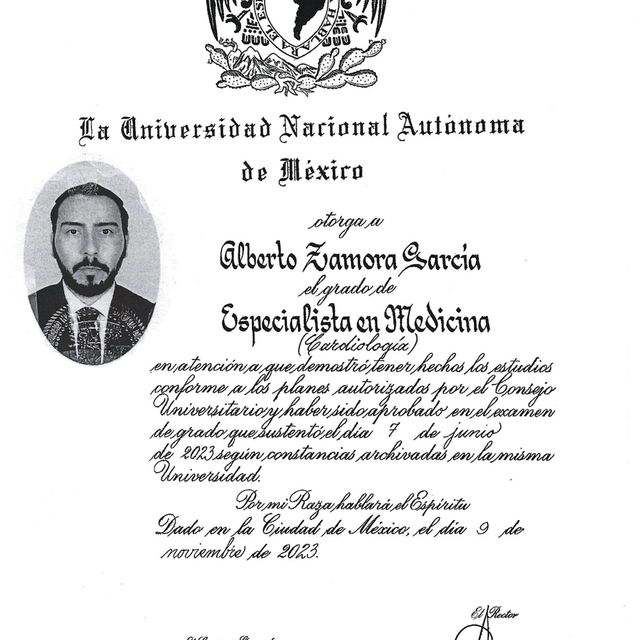 HABLARA EL ES
La Universidad Nacional Autónoma
de México
otorga a
Alberto Zamora García
el grado de
Especialista en Medicina
(Cardiología)
en atención a que demostró tener hechos los estudios
conforme a los planes autorizados por el Consejo
Universitario y haber sido aprobado en el examen
de grado que sustentó el día 7 de junio
de 2023 según constancias archivadas en la misma
Universidad.
Por mi Raza hablará el Espíritu
Dado en la Ciudad de México, el día 9 de
noviembre de 2023.
El Rector